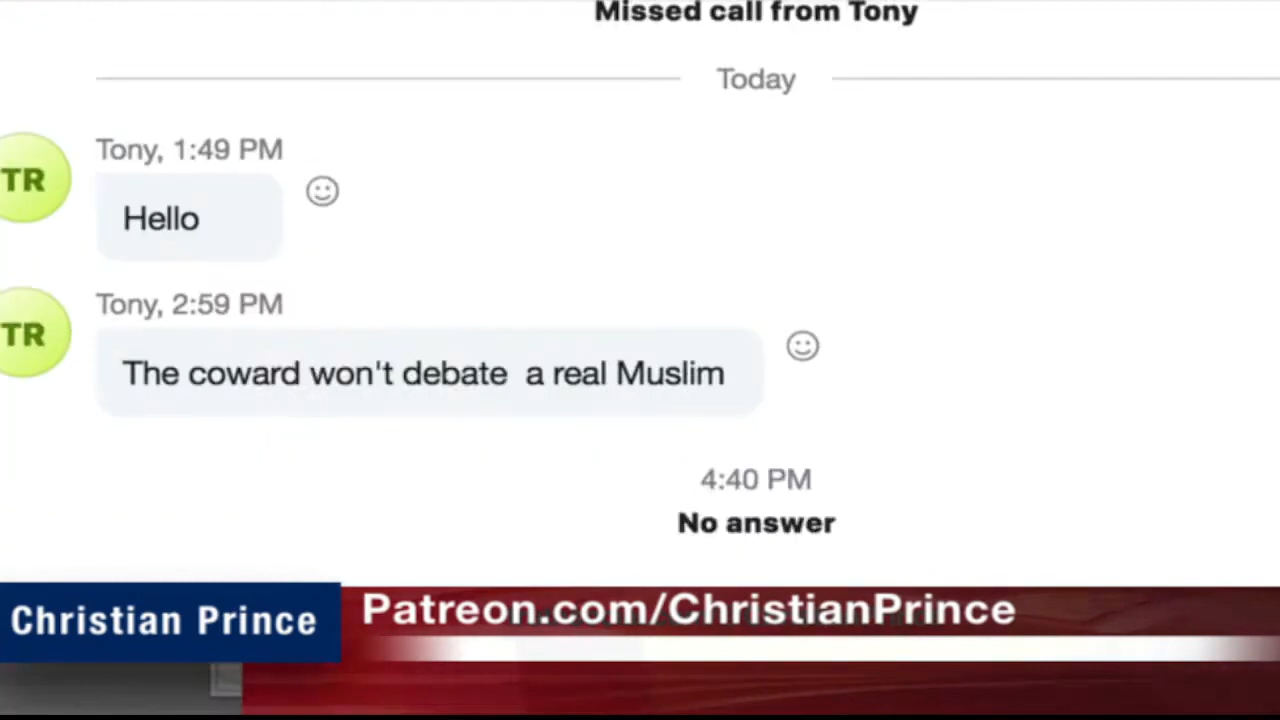 Missed call from Tony
Today
Tony, 1:49 PM
TR
Hello
Tony, 2:59 PM
TR
The coward won't debate  a real Muslim
4:40 PM
No answer
Christian Prince
Patreon.com/ChristianPrince